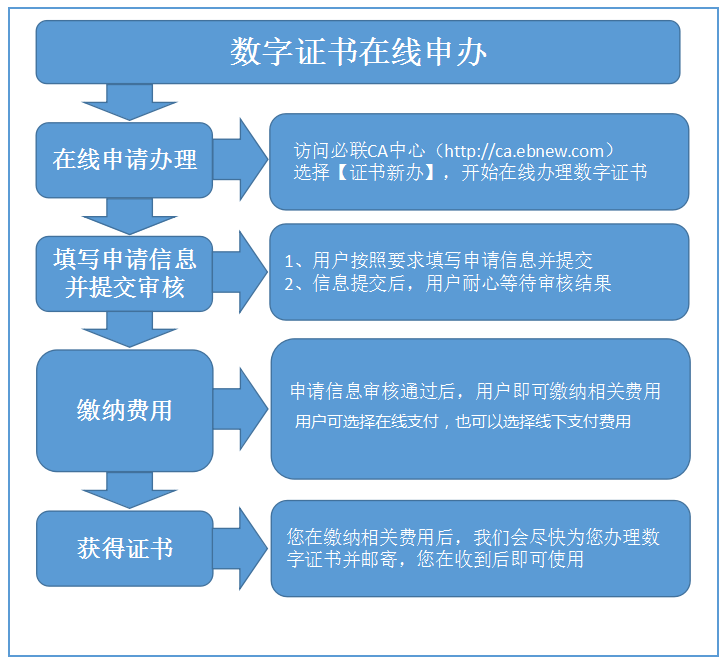 数字证书在线申办
在线申请办理
访问必联CA中心（http://ca.ebnew.com）
选择【证书新办】，开始在线办理数字证书
填写申请信息
并提交审核
1、用户按照要求填写申请信息并提交
2、信息提交后，用户耐心等待审核结果
缴纳费用
申请信息审核通过后，用户即可缴纳相关费用
用户可选择在线支付，也可以选择线下支付费用
获得证书
您在缴纳相关费用后，我们会尽快为您办理数
字证书并邮寄，您在收到后即可使用